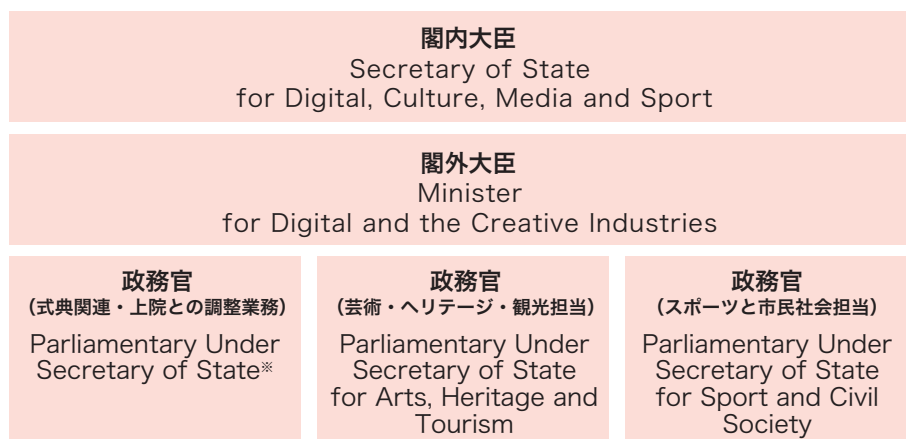 閣内大臣
Secretary of State
for Digital, Culture, Media and Sport
閣外大臣
Minister
for Digital and the Creative Industries
政務官
（式典関連・上院との調整業務）
Parliamentary Under
Secretary of State※
政務官
（芸術・ヘリテージ・観光担当）
Parliamentary Under
Secretary of State
for Arts, Heritage and
Tourism
政務官
（スポーツと市民社会担当）
Parliamentary Under
Secretary of State
for Sport and Civil
Society